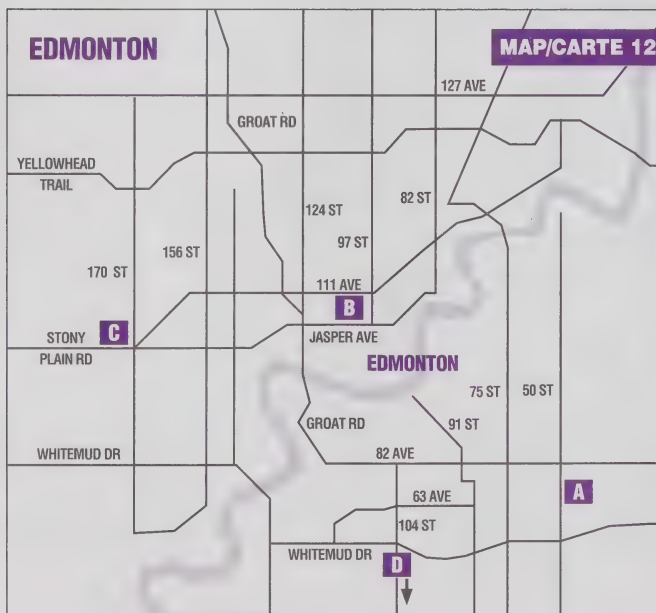 EDMONTON
MAP/CARTE 12
127 AVE
GROAT RD
YELLOWHEAD
TRAIL
124 ST
82 ST
97 ST
156 ST
170 ST
111 AVE
B
C
STONY
PLAIN RD
JASPER AVE
EDMONTON
75 ST
50 ST
GROAT RD
91 ST
WHITEMUD DR
82 AVE
A
63 AVE
104 ST
WHITEMUD DR
D